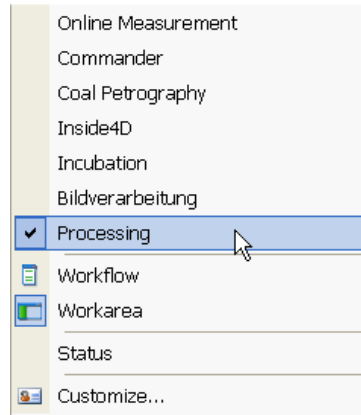 Online Measurement
Commander
Coal Petrography
Inside4D
Incubation
Bildverarbeitung
Processing
Workflow
Workarea
Status
Customize...